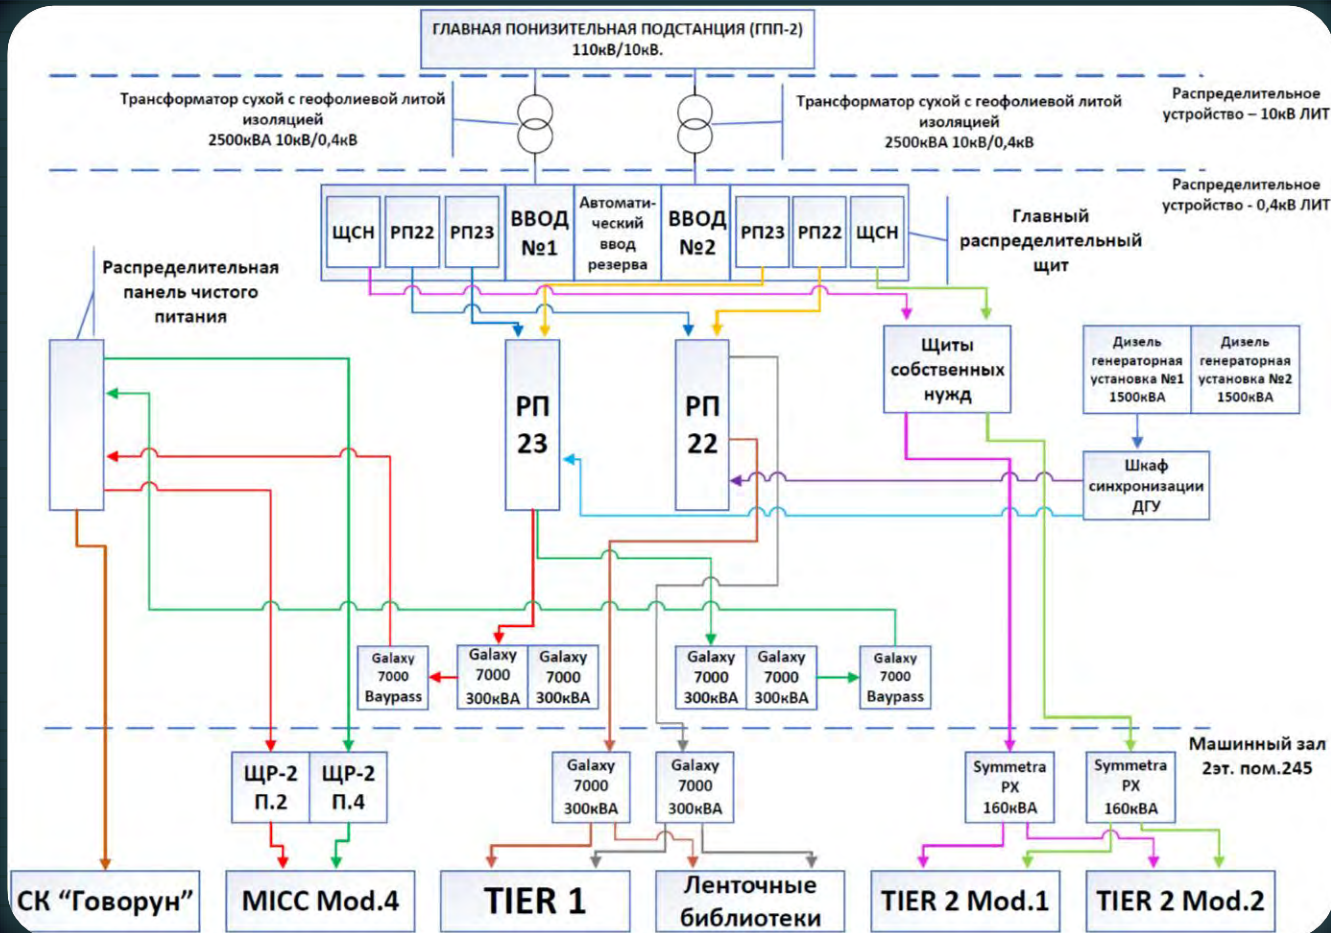 ГЛАВНАЯ ПОНИЗИТЕЛЬНАЯ ПОДСТАНЦИЯ (ГПП-2)
110кВ/10кВ.
Трансформатор сухой с геофолиевой литой
изоляцией
2500кВА 10кВ/0,4кВ
Трансформатор сухой с геофолиевой литой
изоляцией
2500кВА 10кВ/0,4кВ
Распределительное
устройство – 10кВ ЛИТ
Распределительное
устройство - 0,4кВ ЛИТ
ЩСН
РП22
РП23
ВВОД
№1
Автомати-
ческий
ввод
резерва
ВВОД
№2
РП23
РП22
ЩСН
Главный
распределительный
щит
Распределительная
панель чистого
питания
РП
23
РП
22
Щиты
собственных
нужд
Дизель
генераторная
установка №1
1500кВА
Дизель
генераторная
установка №2
1500кВА
Шкаф
синхронизации
ДГУ
Galaxy
7000
Baypass
Galaxy
7000
300кВА
Galaxy
7000
300кВА
Galaxy
7000
300кВА
Galaxy
7000
300кВА
Galaxy
7000
Baypass
Машинный зал
2эт. пом.245
ЩР-2
П.2
ЩР-2
П.4
Galaxy
7000
300кВА
Galaxy
7000
300кВА
Symmetra
PX
160кВА
Symmetra
PX
160кВА
СК “Говорун”
MICC Mod.4
TIER 1
Ленточные
библиотеки
TIER 2 Mod.1
TIER 2 Mod.2